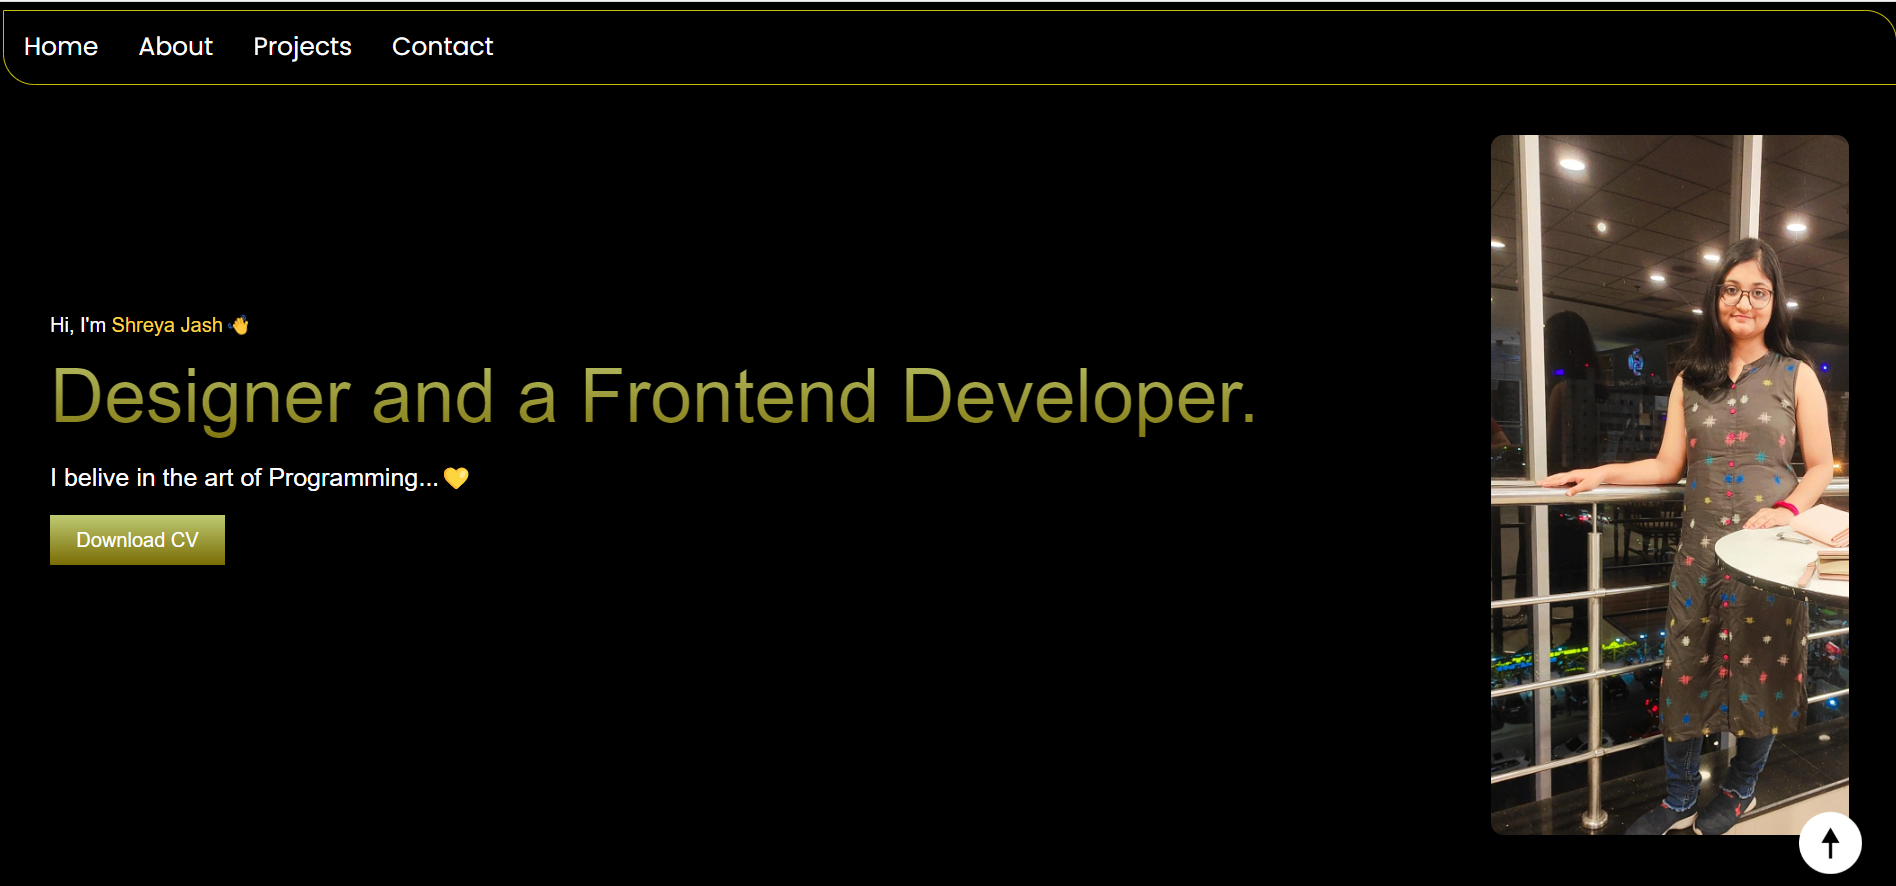 Home About Projects Contact
Hi, I'm Shreya Jash 👋
Designer and a Frontend Developer.
I belive in the art of Programming... 💛
Download CV